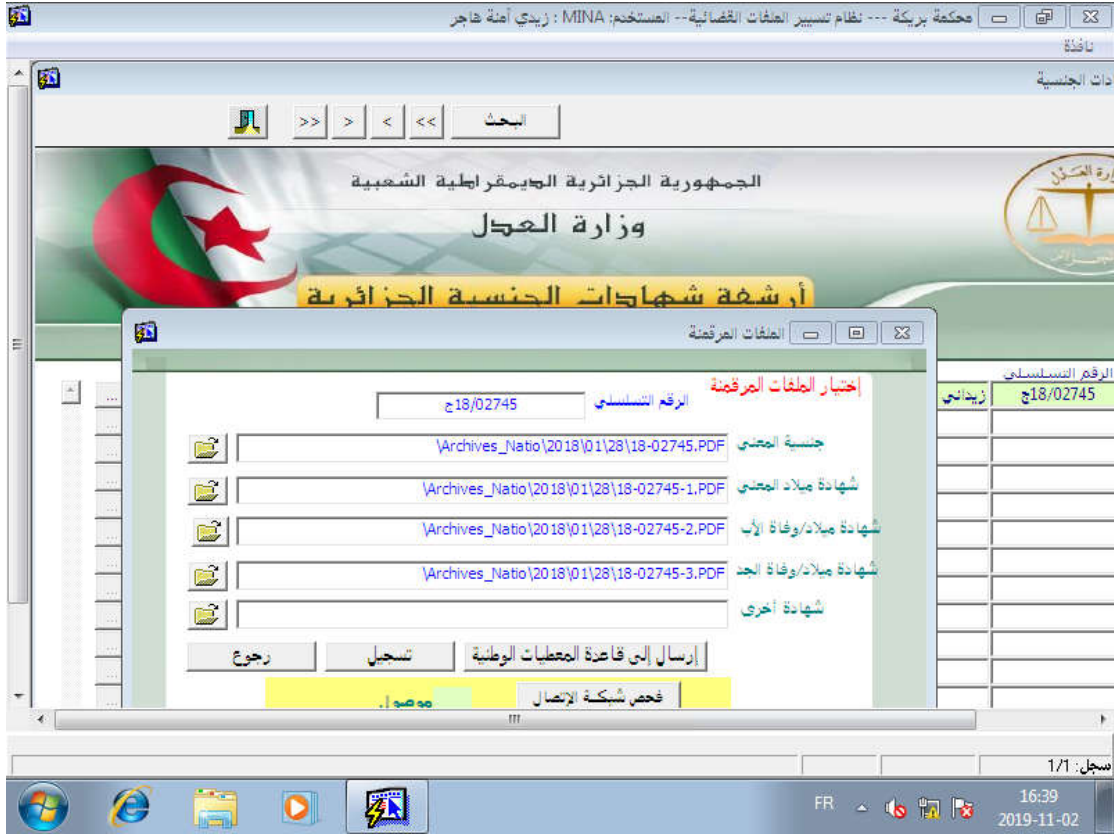 محكمة بريكة --- نظام تسيير الملفات القضائية-- المستخدم: MINA : زيدي آمنة هاجر
نافذة
دات الجنسية
البحث
<< < > >>
الجمهورية الجزائرية الديمقراطية الشعبية
وزارة العدل
أرشفة شهادات الجنسية الجزائرية
الملفات المرقمنة
الرقم التسلسلي
18/02745ج
زيداني
إختيار الملفات المرقمنة
الرقم التسلسلي 18/02745ج
جنسية المعني \Archives_Natio\2018\01\28\18-02745.PDF
شهادة ميلاد المعني \Archives_Natio\2018\01\28\18-02745-1.PDF
شهادة ميلاد/وفاة الأب \Archives_Natio\2018\01\28\18-02745-2.PDF
شهادة ميلاد/وفاة الجد \Archives_Natio\2018\01\28\18-02745-3.PDF
شهادة أخرى
إرسال إلى قاعدة المعطيات الوطنية تسجيل رجوع
فحص شبكة الإتصال موصول
سجل: 1/1
FR
16:39
2019-11-02